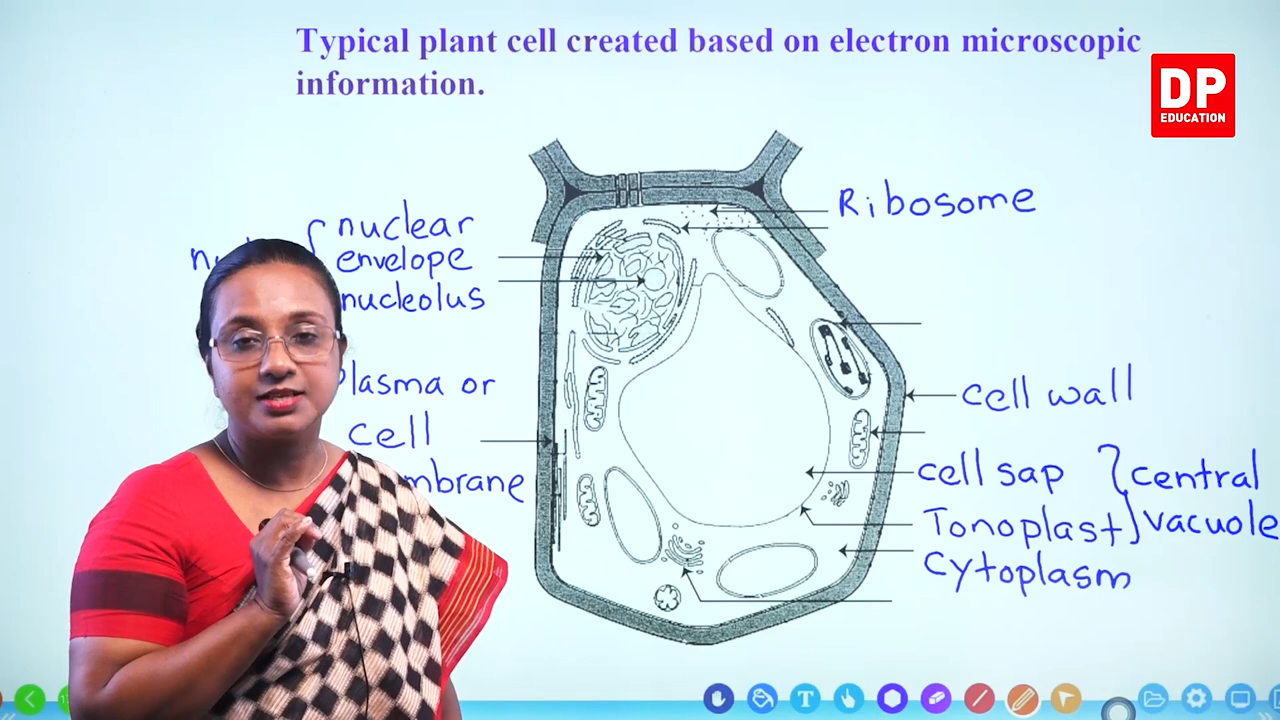 Typical plant cell created based on electron microscopic
information.
DP
EDUCATION
nuclear
envelope
nucleolus
Ribosome
plasma or
cell
cell wall
cell sap
central
Tonoplast
vacuole
cytoplasm
T